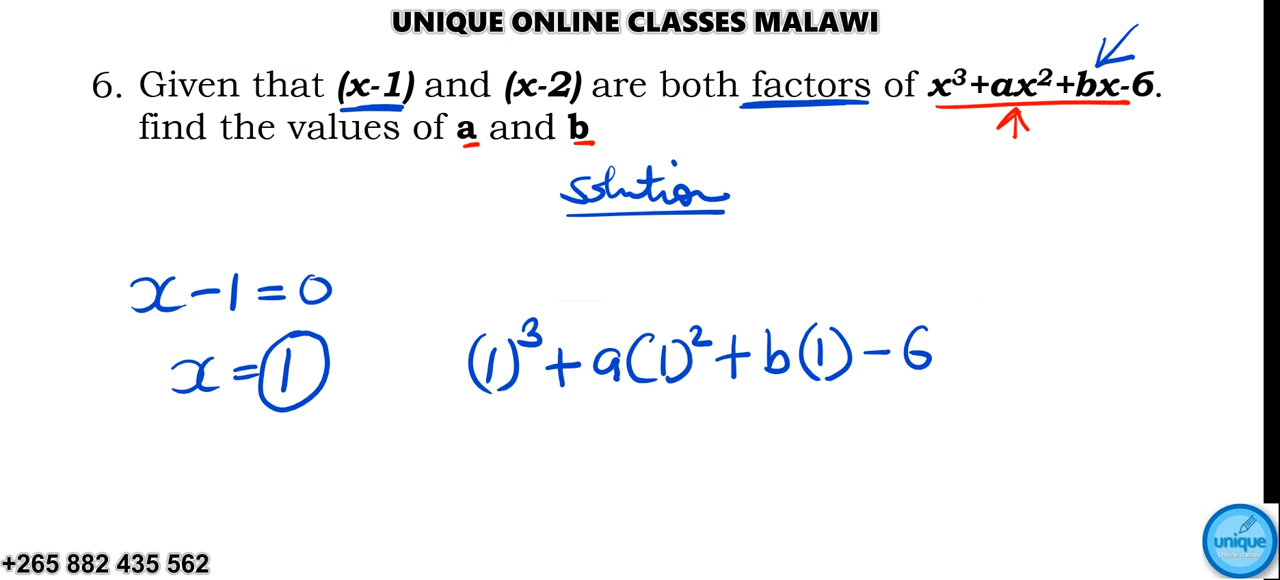 UNIQUE ONLINE CLASSES MALAWI
6. Given that (x-1) and (x-2) are both factors of x³+ax²+bx-6.
find the values of a and b
Solution
x - 1 = 0
x = 1
(1)³ + a(1)² + b(1) - 6
unique
Online classes
+265 882 435 562